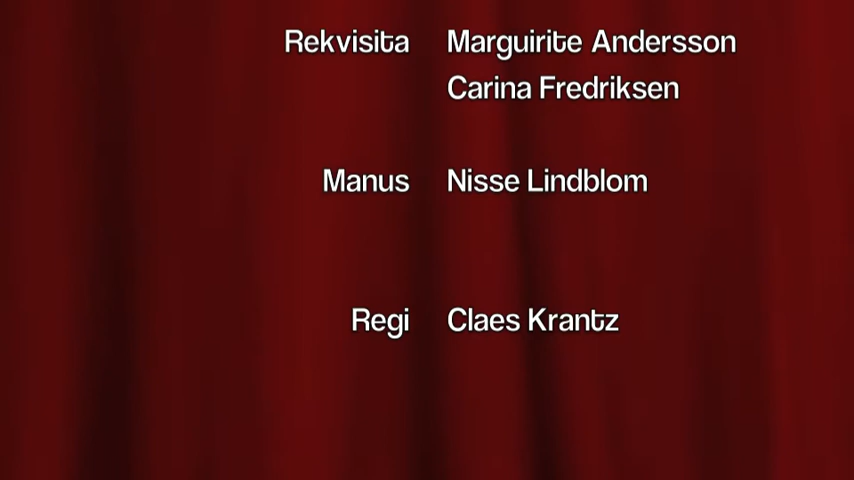 Rekvisita Marguirite Andersson
Carina Fredriksen
Manus Nisse Lindblom
Regi Claes Krantz